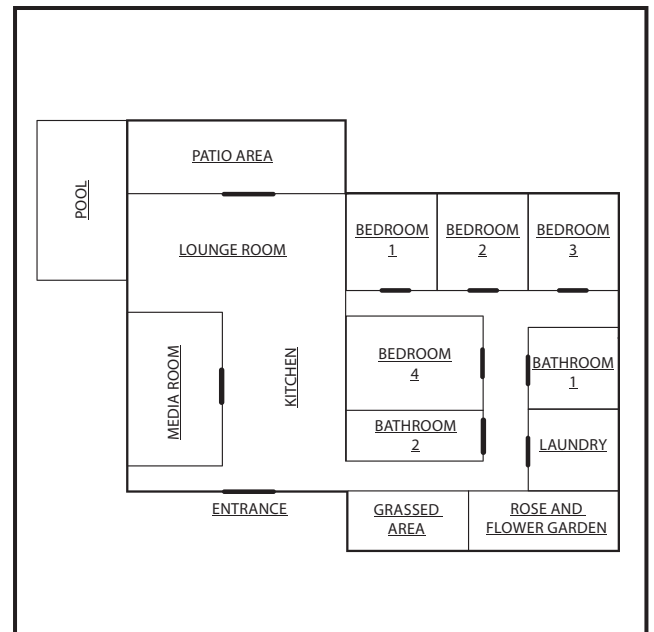 PATIO AREA
POOL
LOUNGE ROOM
BEDROOM
1
BEDROOM
2
BEDROOM
3
MEDIA ROOM
KITCHEN
BEDROOM
4
BATHROOM
1
BATHROOM
2
LAUNDRY
ENTRANCE
GRASSED
AREA
ROSE AND
FLOWER GARDEN